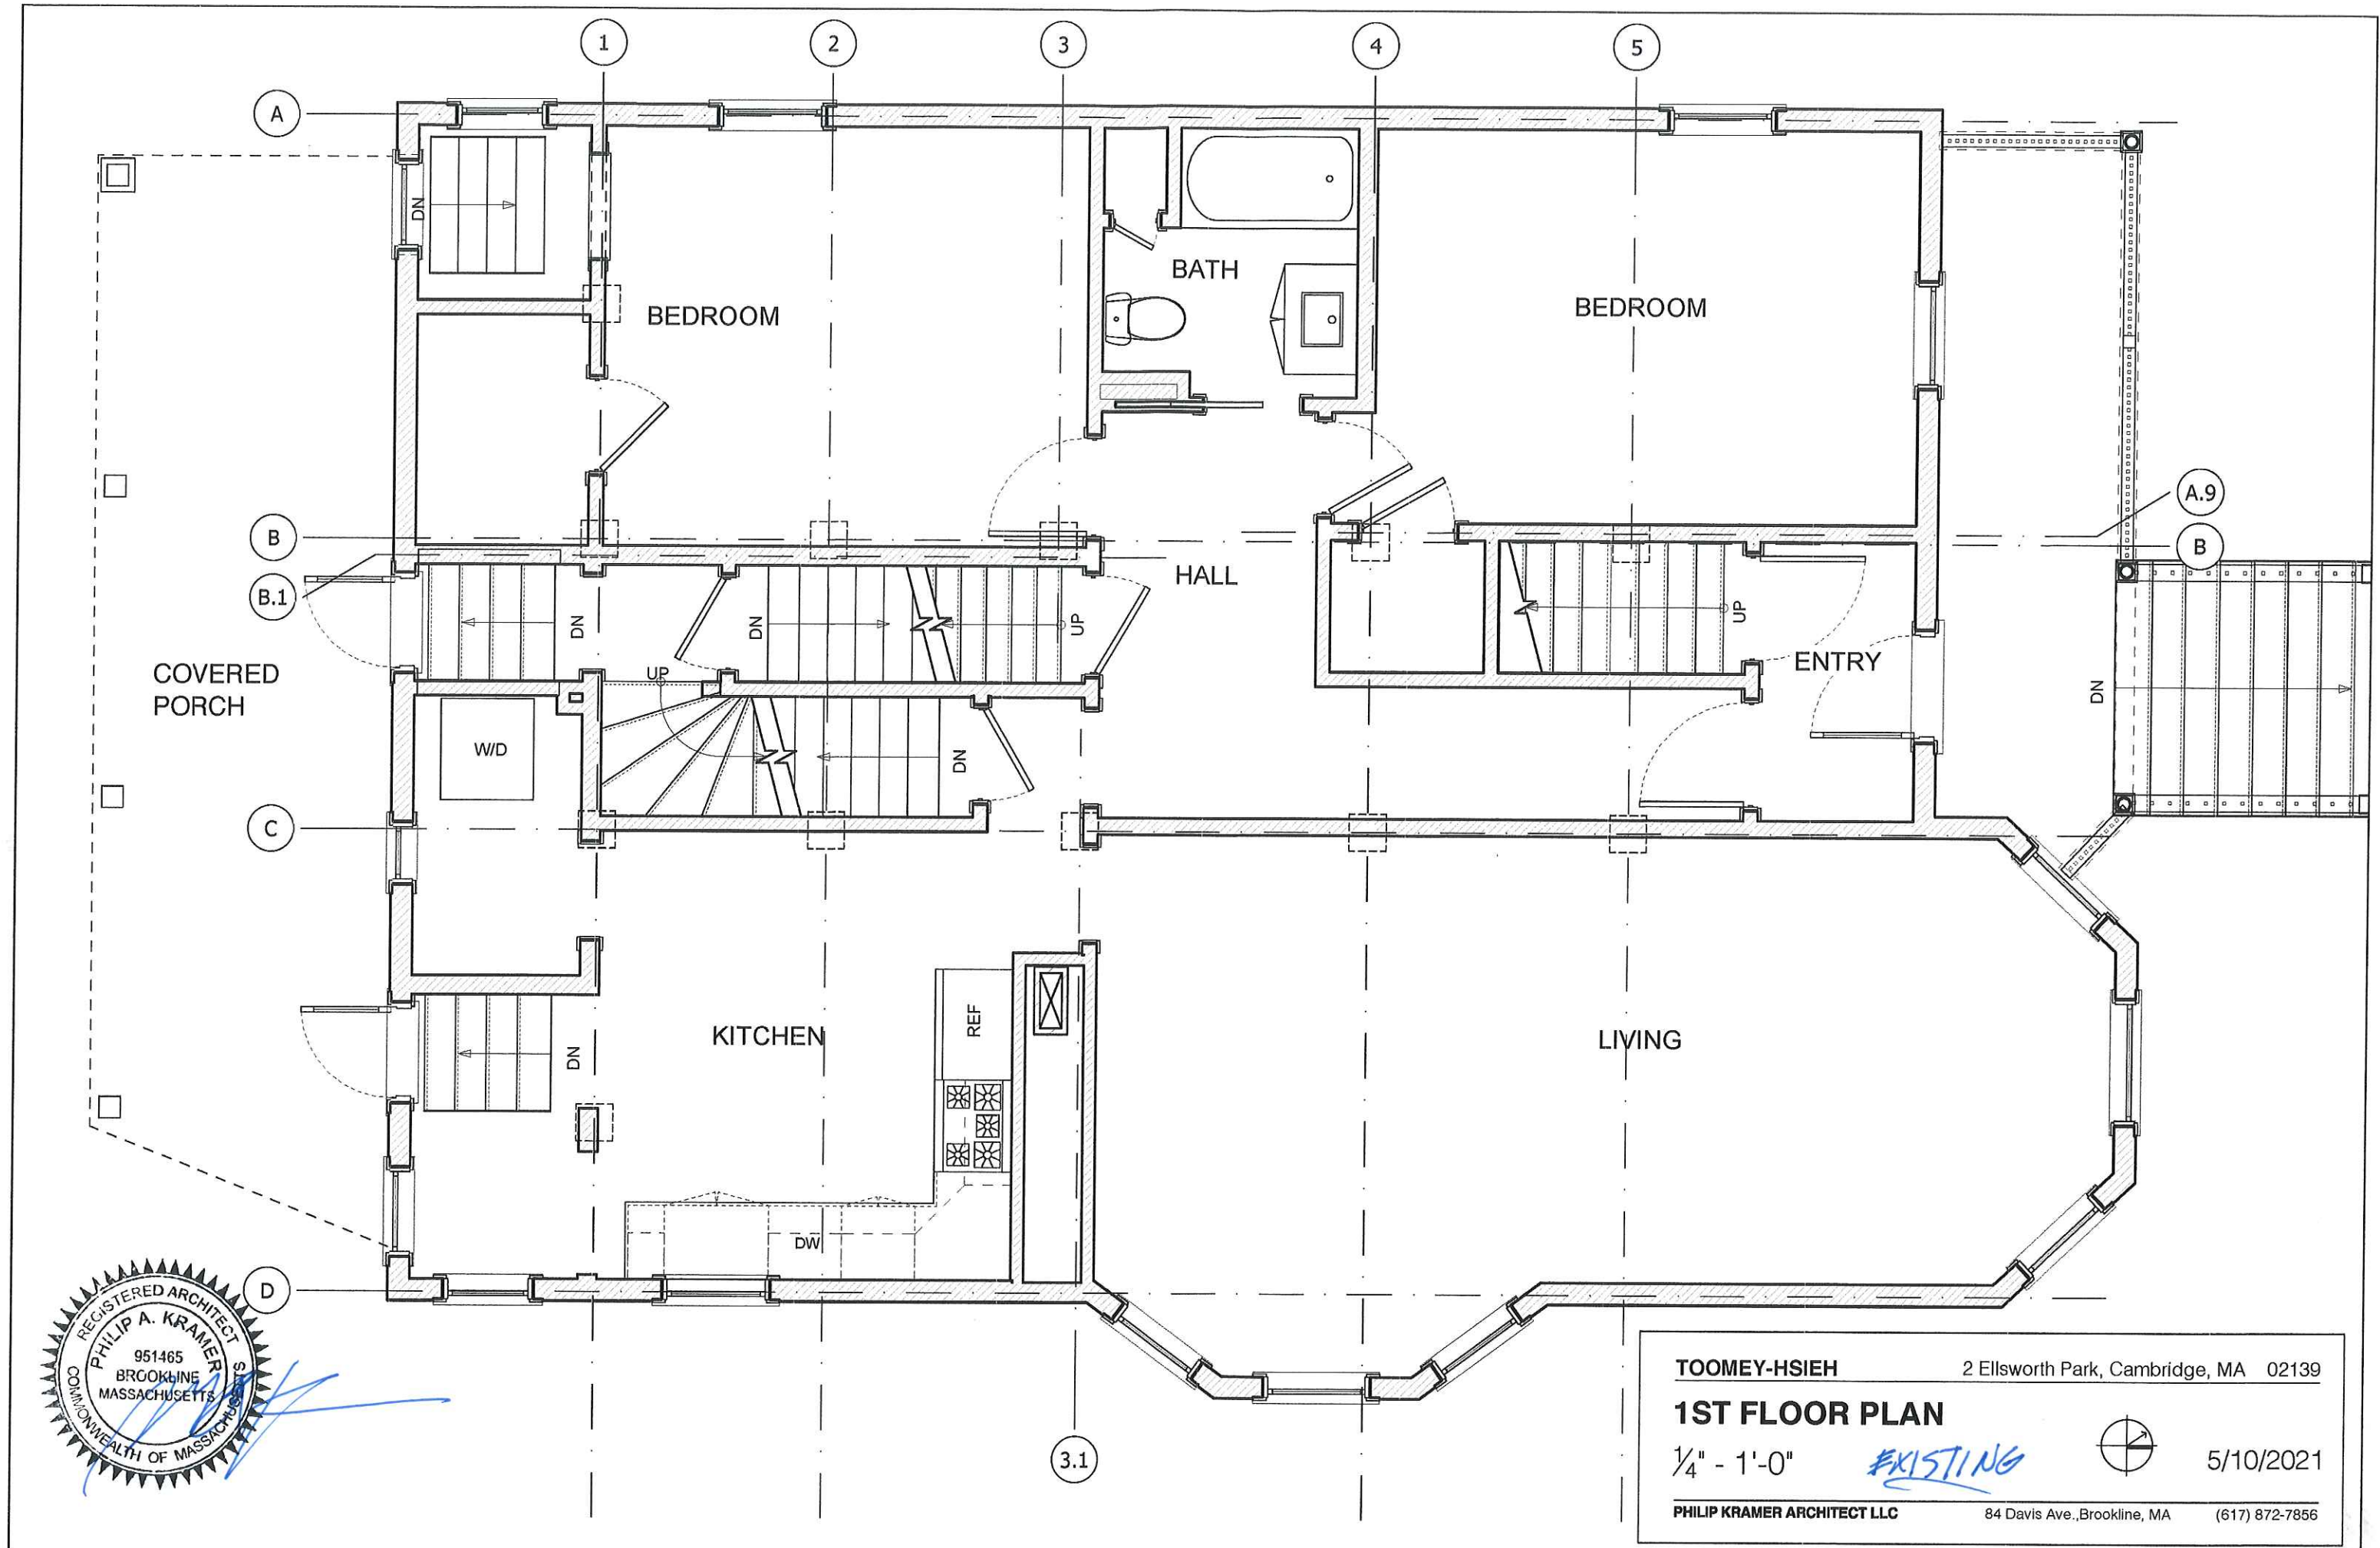 1
2
3
4
5
A
DN
BATH
BEDROOM
BEDROOM
A.9
B
B
HALL
B.1
DN
DN
UP
UP
ENTRY
COVERED
PORCH
UP
DN
W/D
DN
C
REF
KITCHEN
LIVING
DN
DW
D
REGISTERED ARCHITECT
PHILIP A. KRAMER
951465
BROOKLINE
MASSACHUSETTS
COMMONWEALTH OF MASSACHUSETTS
3.1
TOOMEY-HSIEH 2 Ellsworth Park, Cambridge, MA 02139
1ST FLOOR PLAN
1/4" - 1'-0" EXISTING 5/10/2021
PHILIP KRAMER ARCHITECT LLC 84 Davis Ave.,Brookline, MA (617) 872-7856